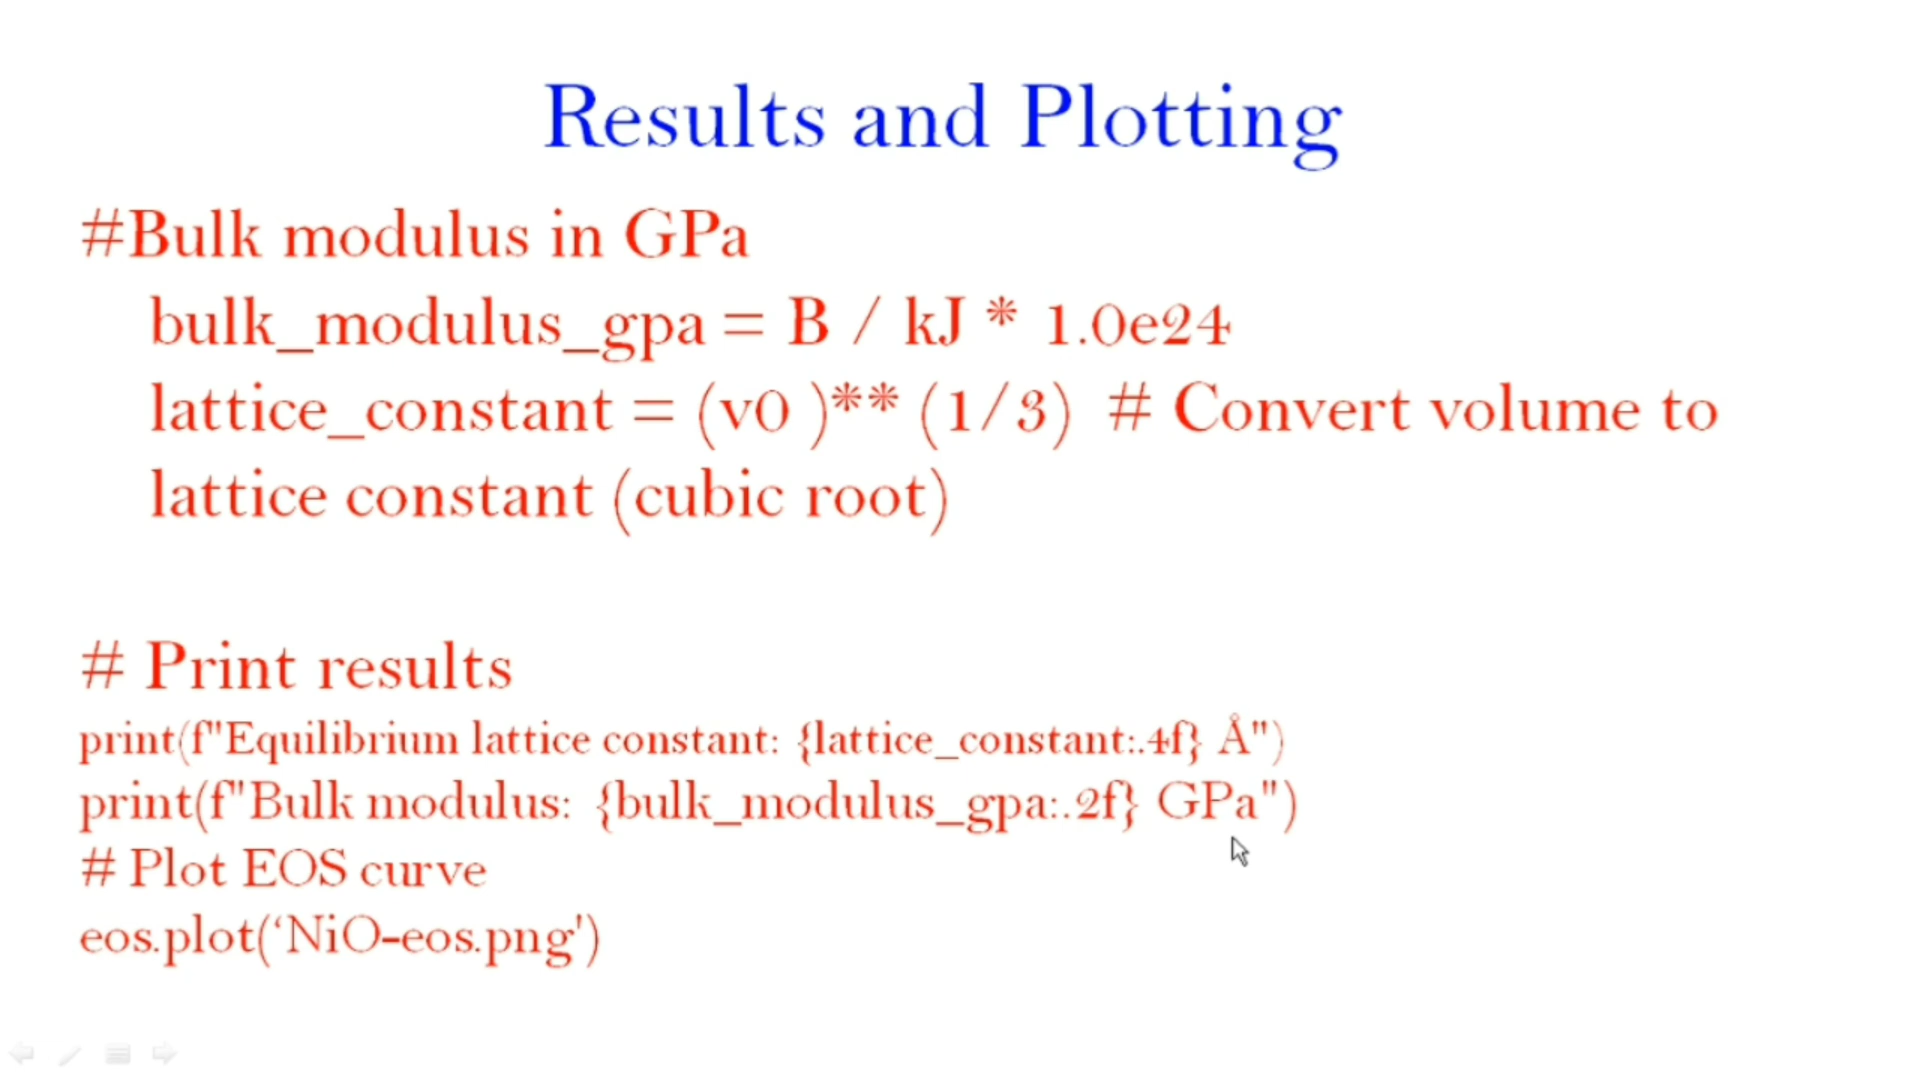 Results and Plotting
#Bulk modulus in GPa
bulk_modulus_gpa = B / kJ * 1.0e24
lattice_constant = (v0 )** (1/3) # Convert volume to
lattice constant (cubic root)
# Print results
print(f"Equilibrium lattice constant: {lattice_constant:.4f} Å")
print(f"Bulk modulus: {bulk_modulus_gpa:.2f} GPa")
# Plot EOS curve
eos.plot(‘NiO-eos.png')